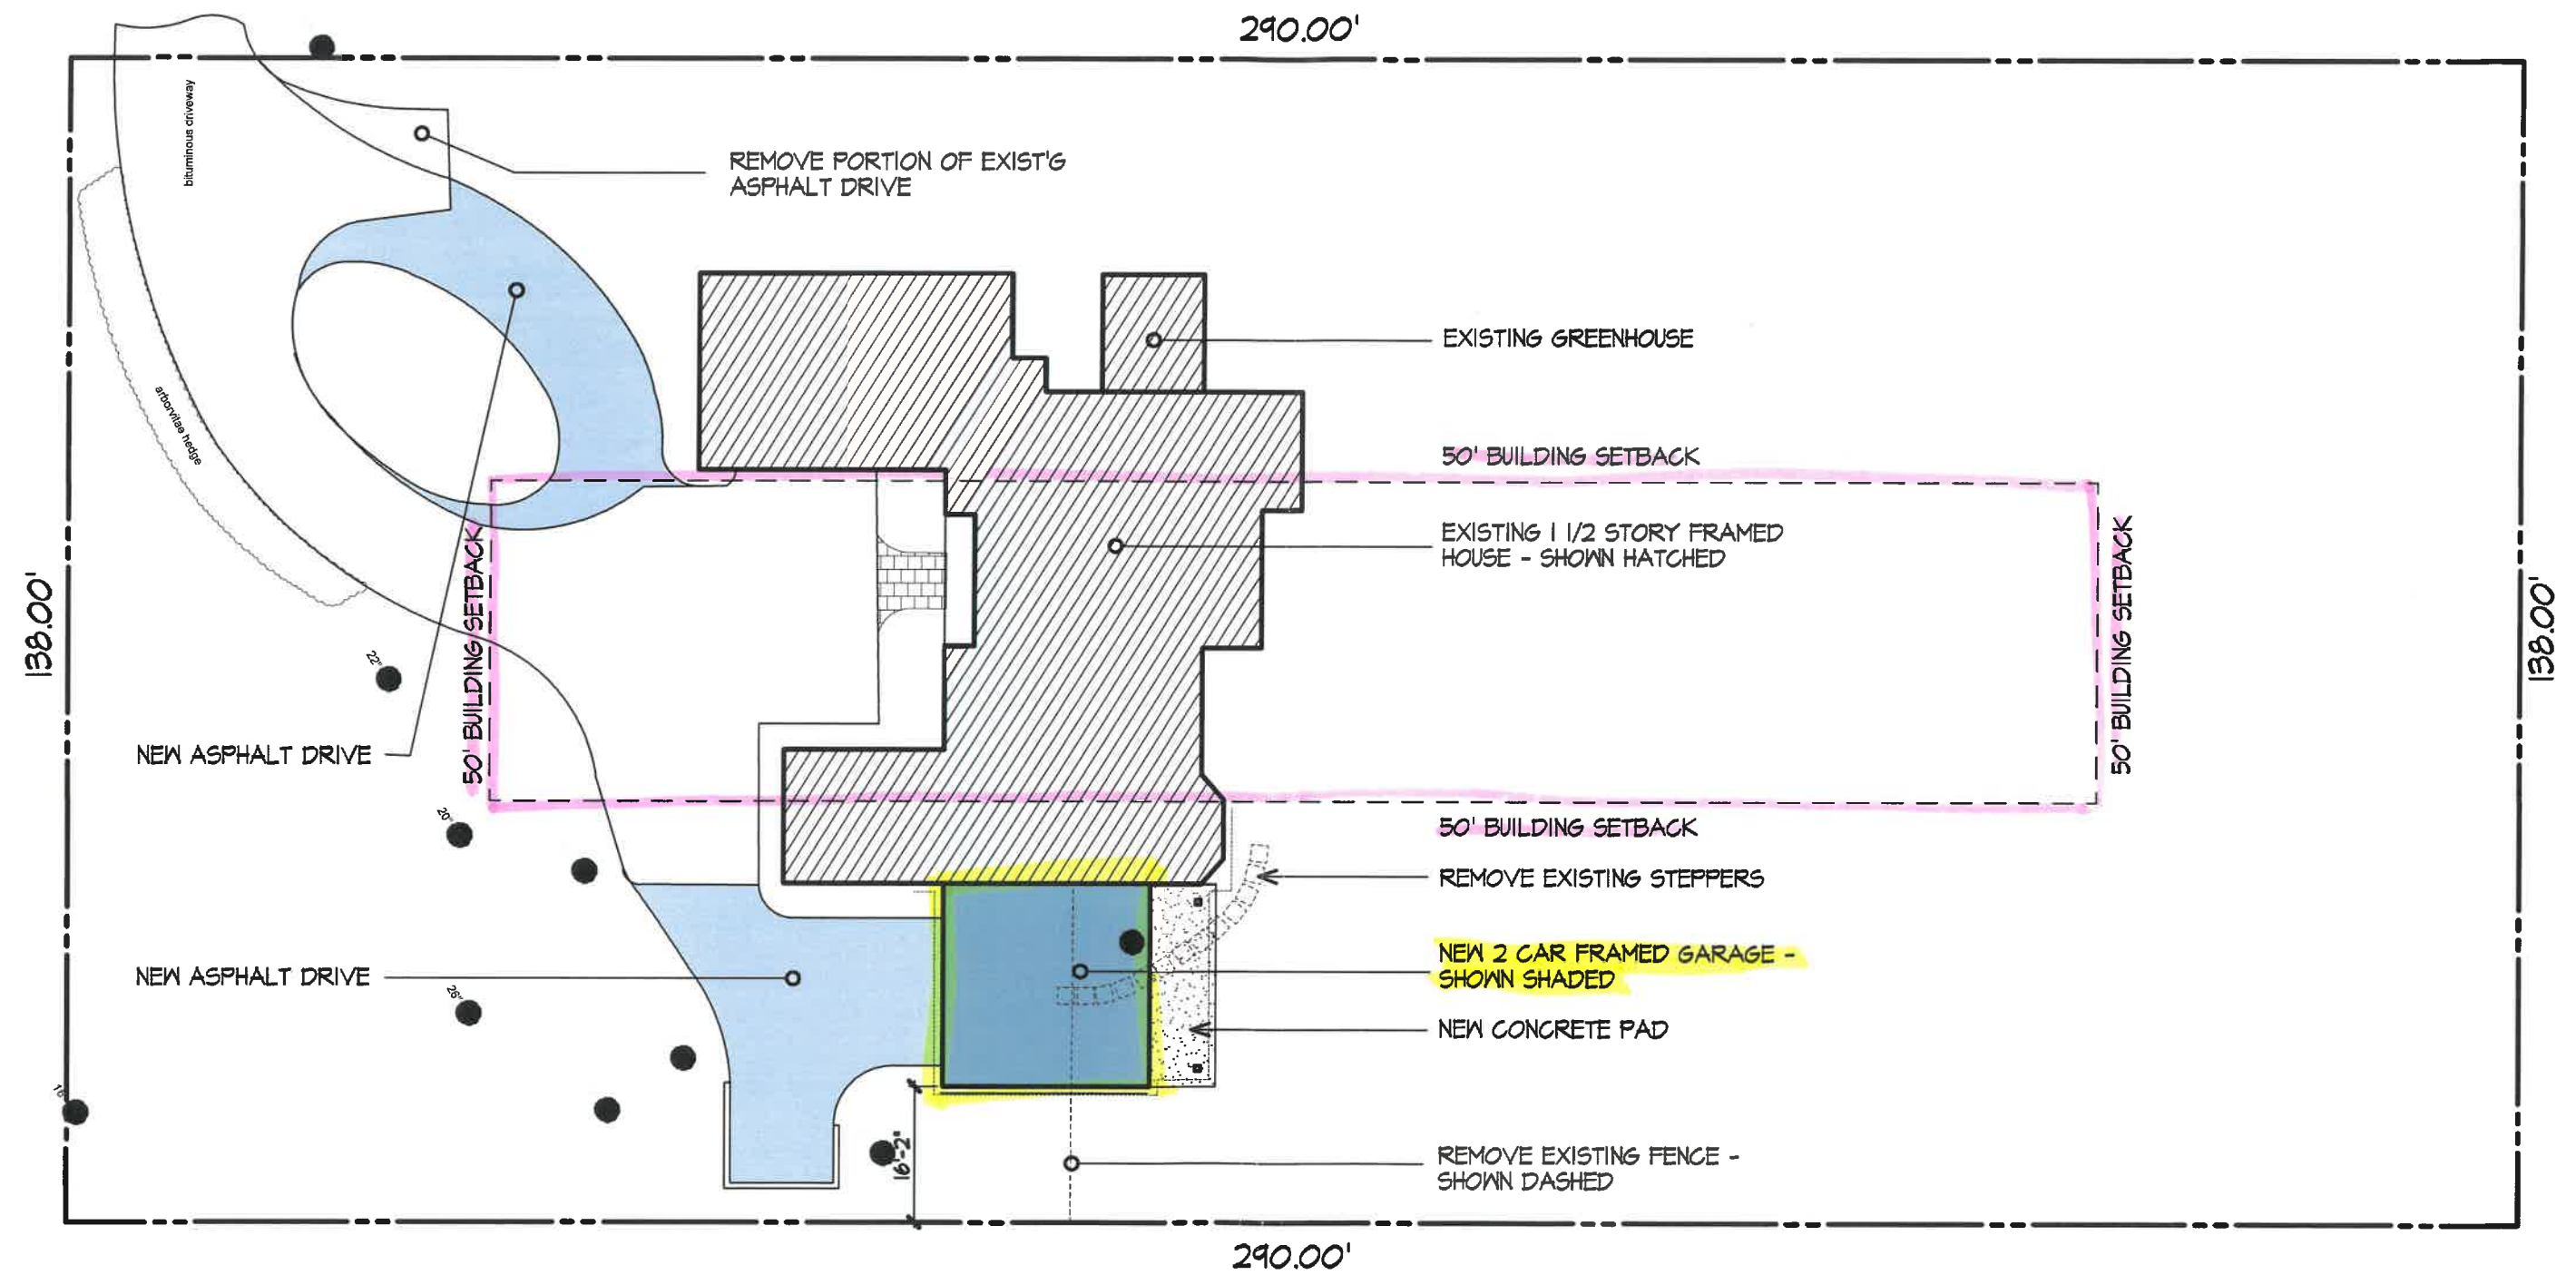 290.00'
bituminous driveway
REMOVE PORTION OF EXIST'G
ASPHALT DRIVE
EXISTING GREENHOUSE
arborvitae hedge
50' BUILDING SETBACK
EXISTING 1 1/2 STORY FRAMED
HOUSE - SHOWN HATCHED
138.00'
50' BUILDING SETBACK
50' BUILDING SETBACK
138.00'
22"
NEW ASPHALT DRIVE
20"
50' BUILDING SETBACK
REMOVE EXISTING STEPPERS
NEW 2 CAR FRAMED GARAGE -
SHOWN SHADED
NEW ASPHALT DRIVE
26"
NEW CONCRETE PAD
16'-2"
REMOVE EXISTING FENCE -
SHOWN DASHED
290.00'